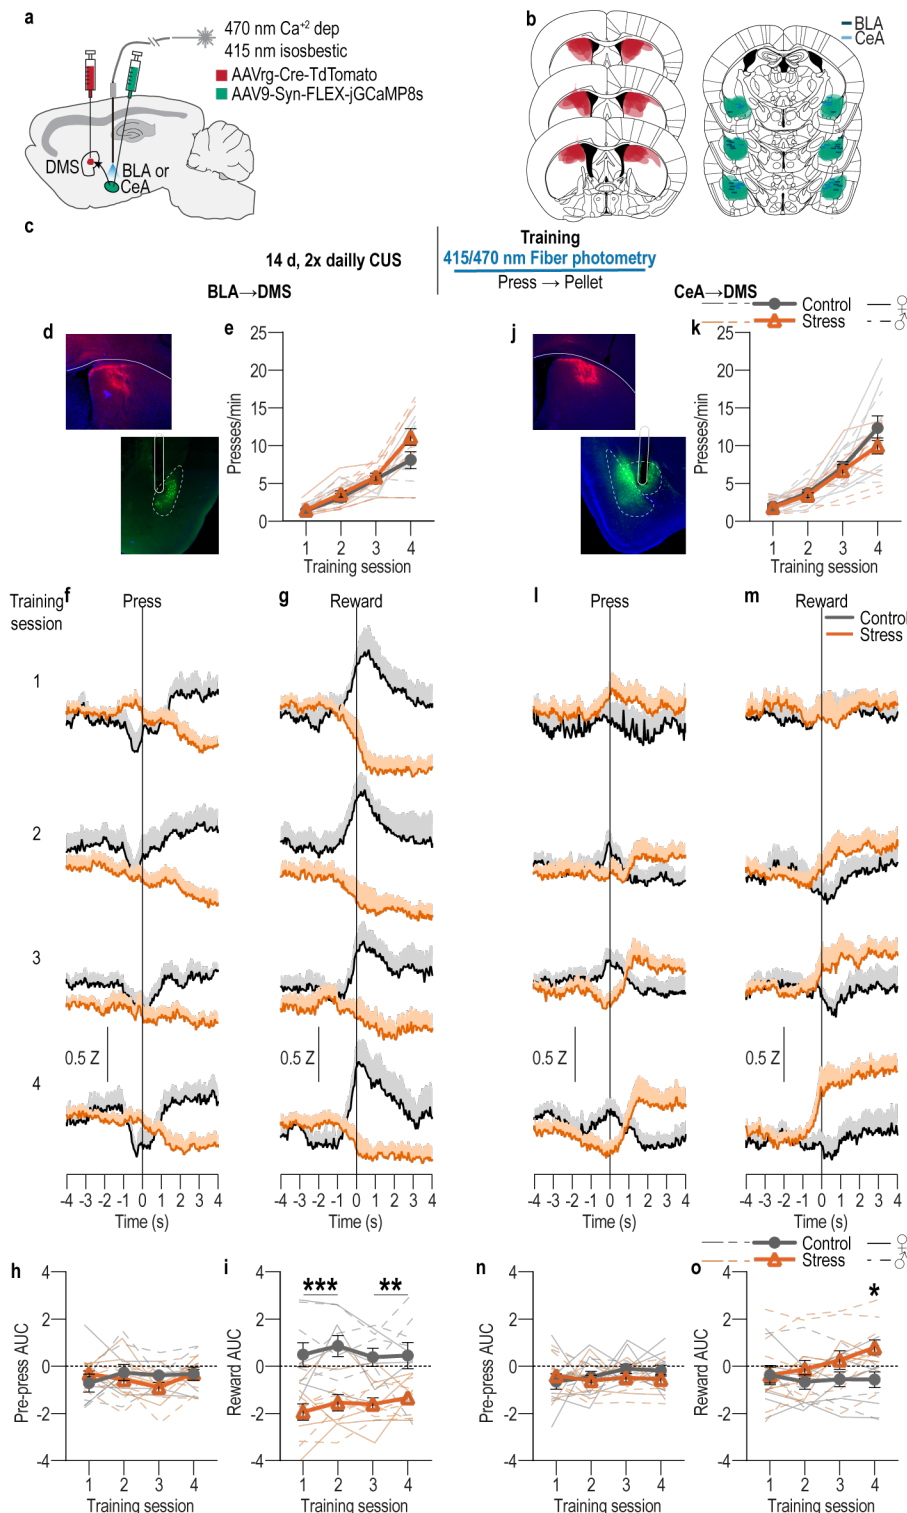 a
470 nm Ca+2 dep
415 nm isosbestic
AAVrg-Cre-TdTomato
AAV9-Syn-FLEX-jGCaMP8s
DMS
BLA or
CeA
b
BLA
CeA
c
14 d, 2x dailly CUS
Training
415/470 nm Fiber photometry
Press → Pellet
BLA→DMS
CeA→DMS
Control ♀
Stress ♂
d
e
25
20
15
10
5
0
Presses/min
1 2 3 4
Training session
j
k
25
20
15
10
5
0
Presses/min
1 2 3 4
Training session
Training
session
f
Press
g
Reward
l
Press
m
Reward
Control
Stress
1
2
3
4
0.5 Z
0.5 Z
0.5 Z
0.5 Z
-4 -3 -2 -1 0 1 2 3 4
Time (s)
-4 -3 -2 -1 0 1 2 3 4
Time (s)
-4 -3 -2 -1 0 1 2 3 4
Time (s)
-4 -3 -2 -1 0 1 2 3 4
Time (s)
Control ♀
Stress ♂
h
4
2
0
-2
-4
Pre-press AUC
1 2 3 4
Training session
i
*** **
4
2
0
-2
-4
Reward AUC
1 2 3 4
Training session
n
4
2
0
-2
-4
Pre-press AUC
1 2 3 4
Training session
o
*
4
2
0
-2
-4
Reward AUC
1 2 3 4
Training session